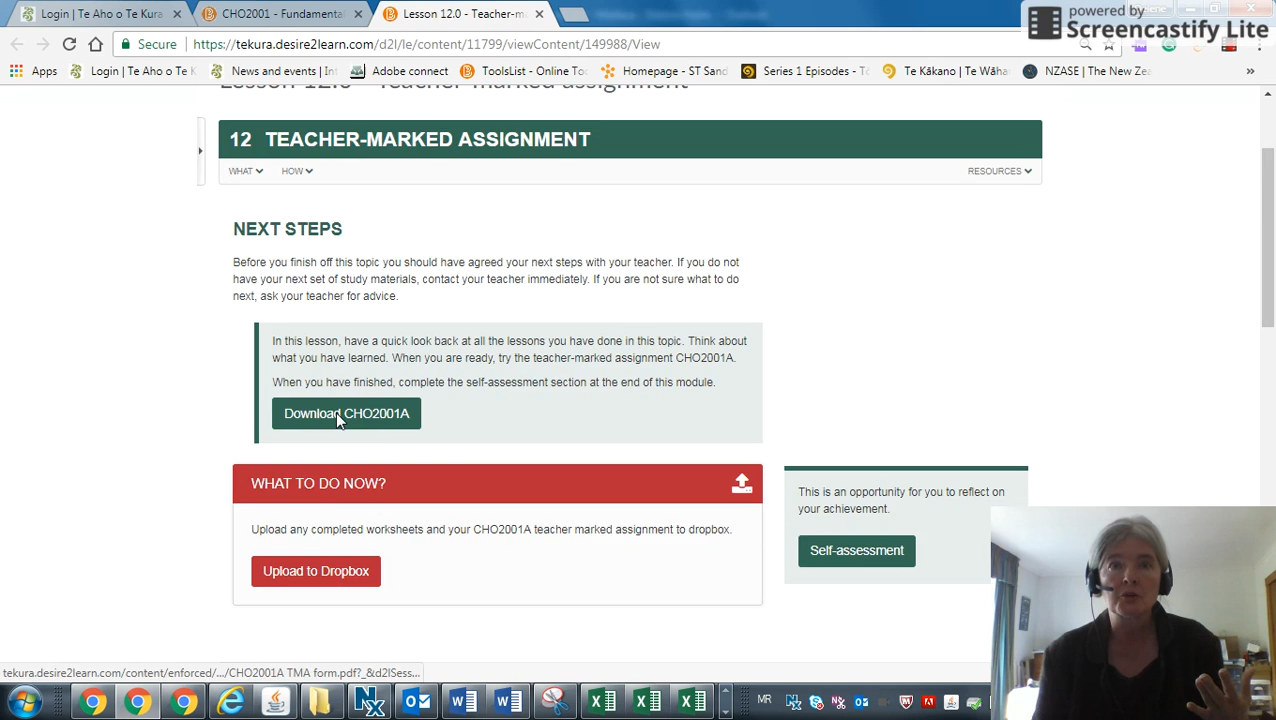 Login | Te Aho o Te Kura
CHO2001 - Fundamenta
Lesson 12.0 - Teacher-m
powered by
Screencastify Lite
Secure
https://tekura.desire2learn.com/d2l/le/content/11799/viewContent/149988/View
Apps
Login | Te Aho o Te K
News and events | In
Adobe connect
ToolsList - Online To
Homepage - ST Sand
Series 1 Episodes - Tō
Te Kākano | Te Wāha
NZASE | The New Zea
»
Lesson 12.0 - Teacher-marked assignment
12 TEACHER-MARKED ASSIGNMENT
WHAT
HOW
RESOURCES
NEXT STEPS
Before you finish off this topic you should have agreed your next steps with your teacher. If you do not
have your next set of study materials, contact your teacher immediately. If you are not sure what to do
next, ask your teacher for advice.
In this lesson, have a quick look back at all the lessons you have done in this topic. Think about
what you have learned. When you are ready, try the teacher-marked assignment CHO2001A.
When you have finished, complete the self-assessment section at the end of this module.
Download CHO2001A
WHAT TO DO NOW?
Upload any completed worksheets and your CHO2001A teacher marked assignment to dropbox.
Upload to Dropbox
This is an opportunity for you to reflect on
your achievement.
Self-assessment
tekura.desire2learn.com/content/enforced/.../CHO2001A TMA form.pdf?_&d2lSess...
MR